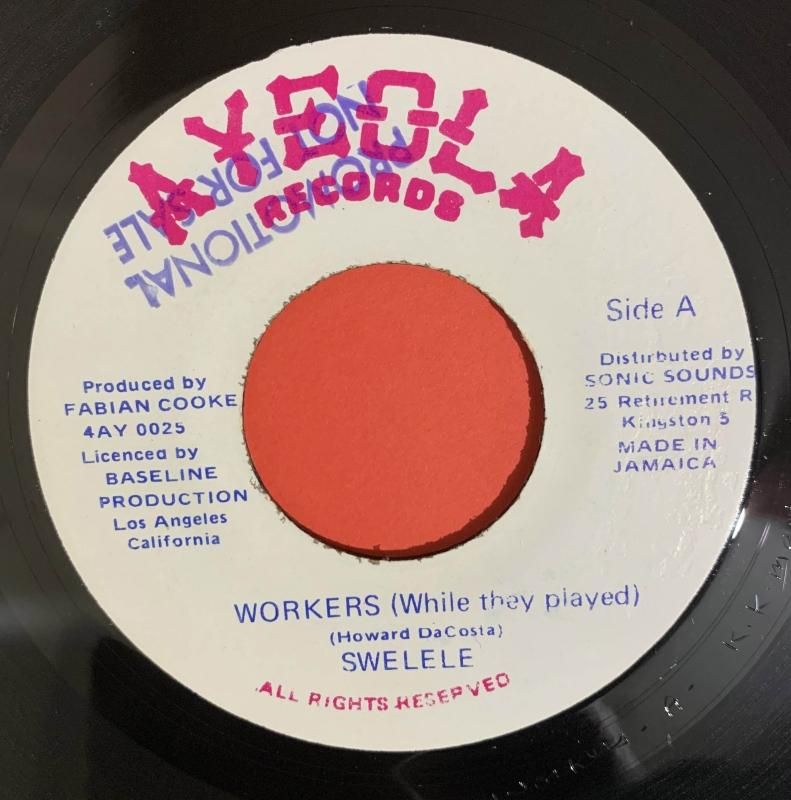 AYEOLA
RECORDS
PROMOTIONAL
NOT FOR SALE
Side A
Produced by
FABIAN COOKE
4AY 0025
Licenced by
BASELINE
PRODUCTION
Los Angeles
California
Distirbuted by
SONIC SOUNDS
25 Retirement R
Kingston 5
MADE IN
JAMAICA
WORKERS (While they played)
(Howard DaCosta)
SWELELE
ALL RIGHTS RESERVED